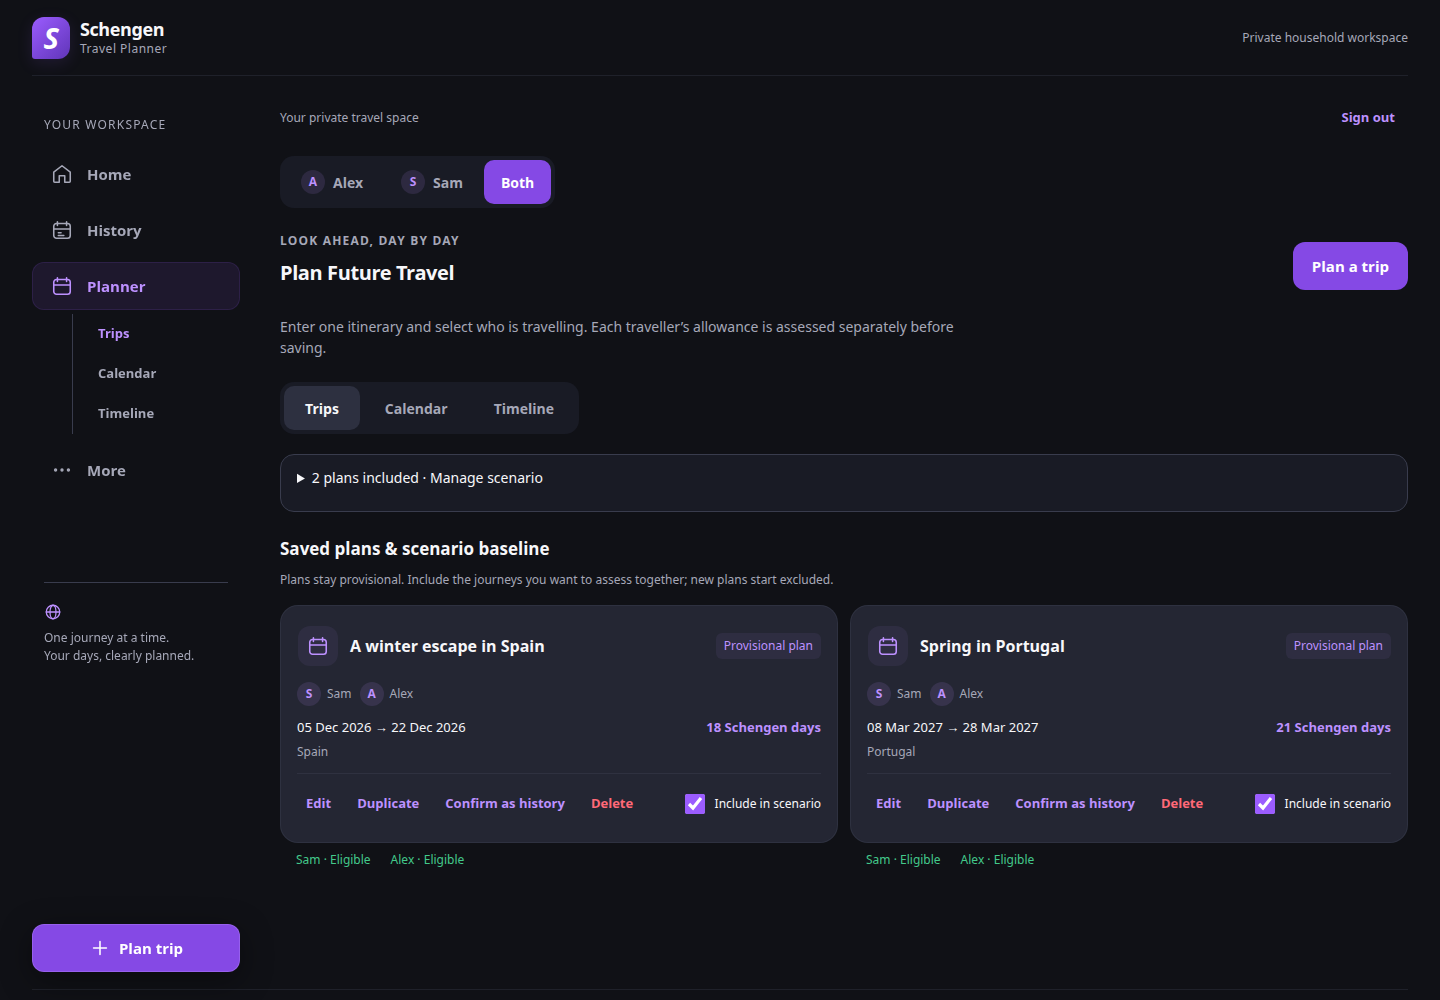 S
Schengen
Travel Planner
Private household workspace
YOUR WORKSPACE
Home
History
Planner
Trips
Calendar
Timeline
More
One journey at a time.
Your days, clearly planned.
Plan trip
Your private travel space
Sign out
A Alex
S Sam
Both
LOOK AHEAD, DAY BY DAY
Plan Future Travel
Plan a trip
Enter one itinerary and select who is travelling. Each traveller’s allowance is assessed separately before
saving.
Trips
Calendar
Timeline
2 plans included · Manage scenario
Saved plans & scenario baseline
Plans stay provisional. Include the journeys you want to assess together; new plans start excluded.
A winter escape in Spain
Provisional plan
S Sam A Alex
05 Dec 2026 → 22 Dec 2026
18 Schengen days
Spain
Edit Duplicate Confirm as history Delete
Include in scenario
Sam · Eligible Alex · Eligible
Spring in Portugal
Provisional plan
S Sam A Alex
08 Mar 2027 → 28 Mar 2027
21 Schengen days
Portugal
Edit Duplicate Confirm as history Delete
Include in scenario
Sam · Eligible Alex · Eligible